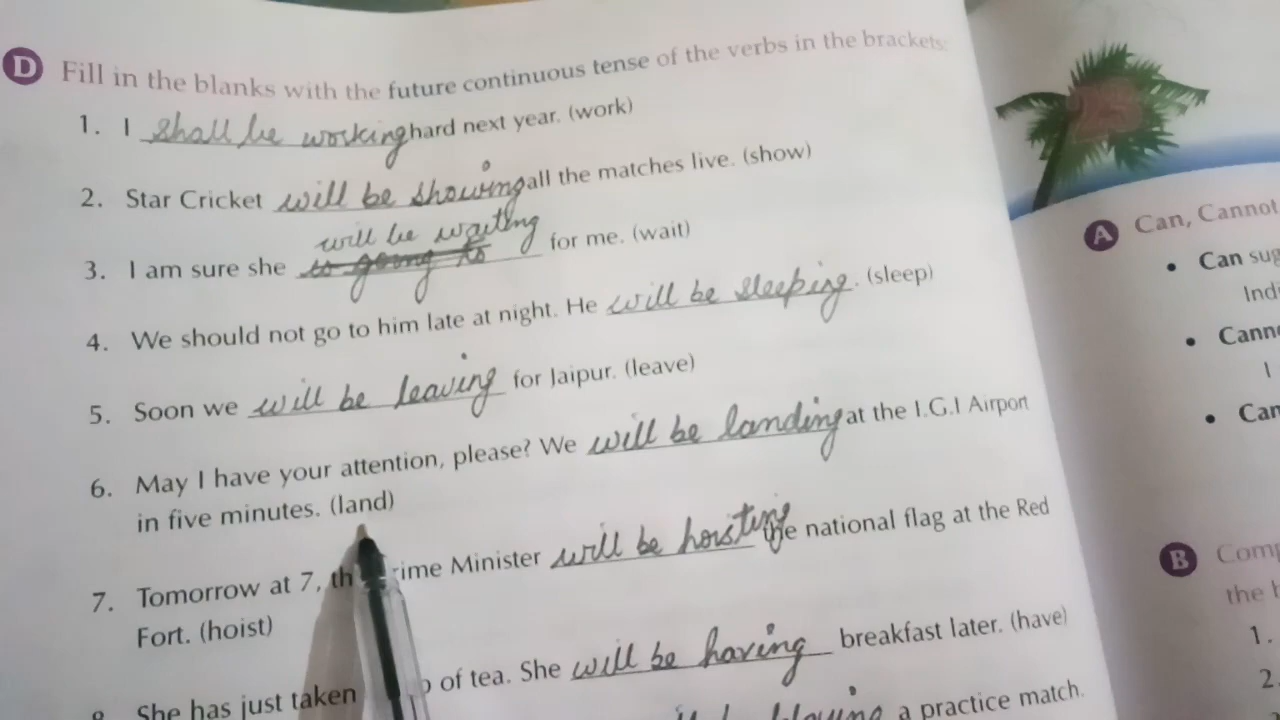 D Fill in the blanks with the future continuous tense of the verbs in the brackets:
1. I shall be working hard next year. (work)
2. Star Cricket will be showing all the matches live. (show)
will be waiting
3. I am sure she is going to for me. (wait)
4. We should not go to him late at night. He will be sleeping. (sleep)
5. Soon we will be leaving for Jaipur. (leave)
6. May I have your attention, please? We will be landing at the I.G.I Airport
in five minutes. (land)
7. Tomorrow at 7, th rime Minister will be hoisting the national flag at the Red
Fort. (hoist)
8. She has just taken of tea. She will be having breakfast later. (have)
a practice match.
A Can, Cannot
• Can sug
Indi
• Canno
I
• Can
B Comp
the b
1.
2.